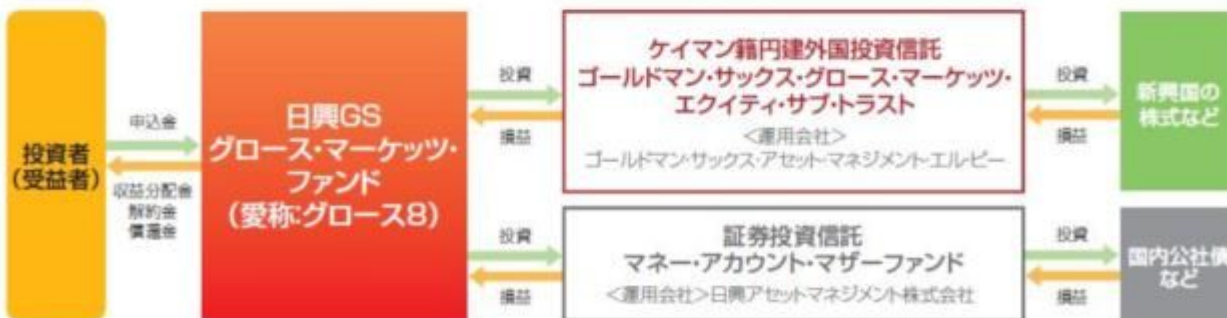 投資者
(受益者)
申込金
収益分配金
解約金
償還金
日興GS
グロース・マーケッツ・
ファンド
(愛称:グロース8)
投資
損益
ケイマン籍円建外国投資信託
ゴールドマン・サックス・グロース・マーケッツ・
エクイティ・サブ・トラスト
<運用会社>
ゴールドマン・サックス・アセット・マネジメント・エル・ピー
投資
損益
新興国の
株式など
投資
損益
証券投資信託
マネー・アカウント・マザーファンド
<運用会社>日興アセットマネジメント株式会社
投資
損益
国内公社債
など